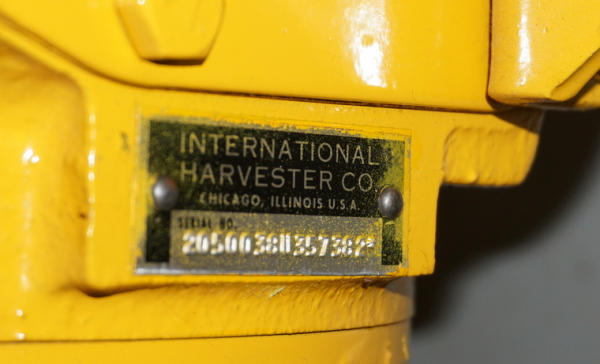 INTERNATIONAL
HARVESTER CO.
CHICAGO, ILLINOIS U.S.A.
SERIAL NO.